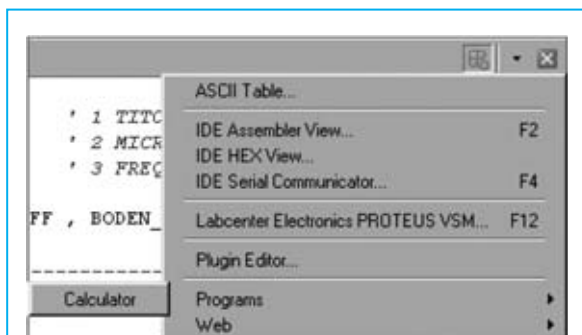 ASCII Table...
' 1 TITC
' 2 MICR
' 3 FREQ
IDE Assembler View... F2
IDE HEX View...
IDE Serial Communicator... F4
FF , BODEN_
Labcenter Electronics PROTEUS VSM... F12
Plugin Editor...
Calculator
Programs
Web